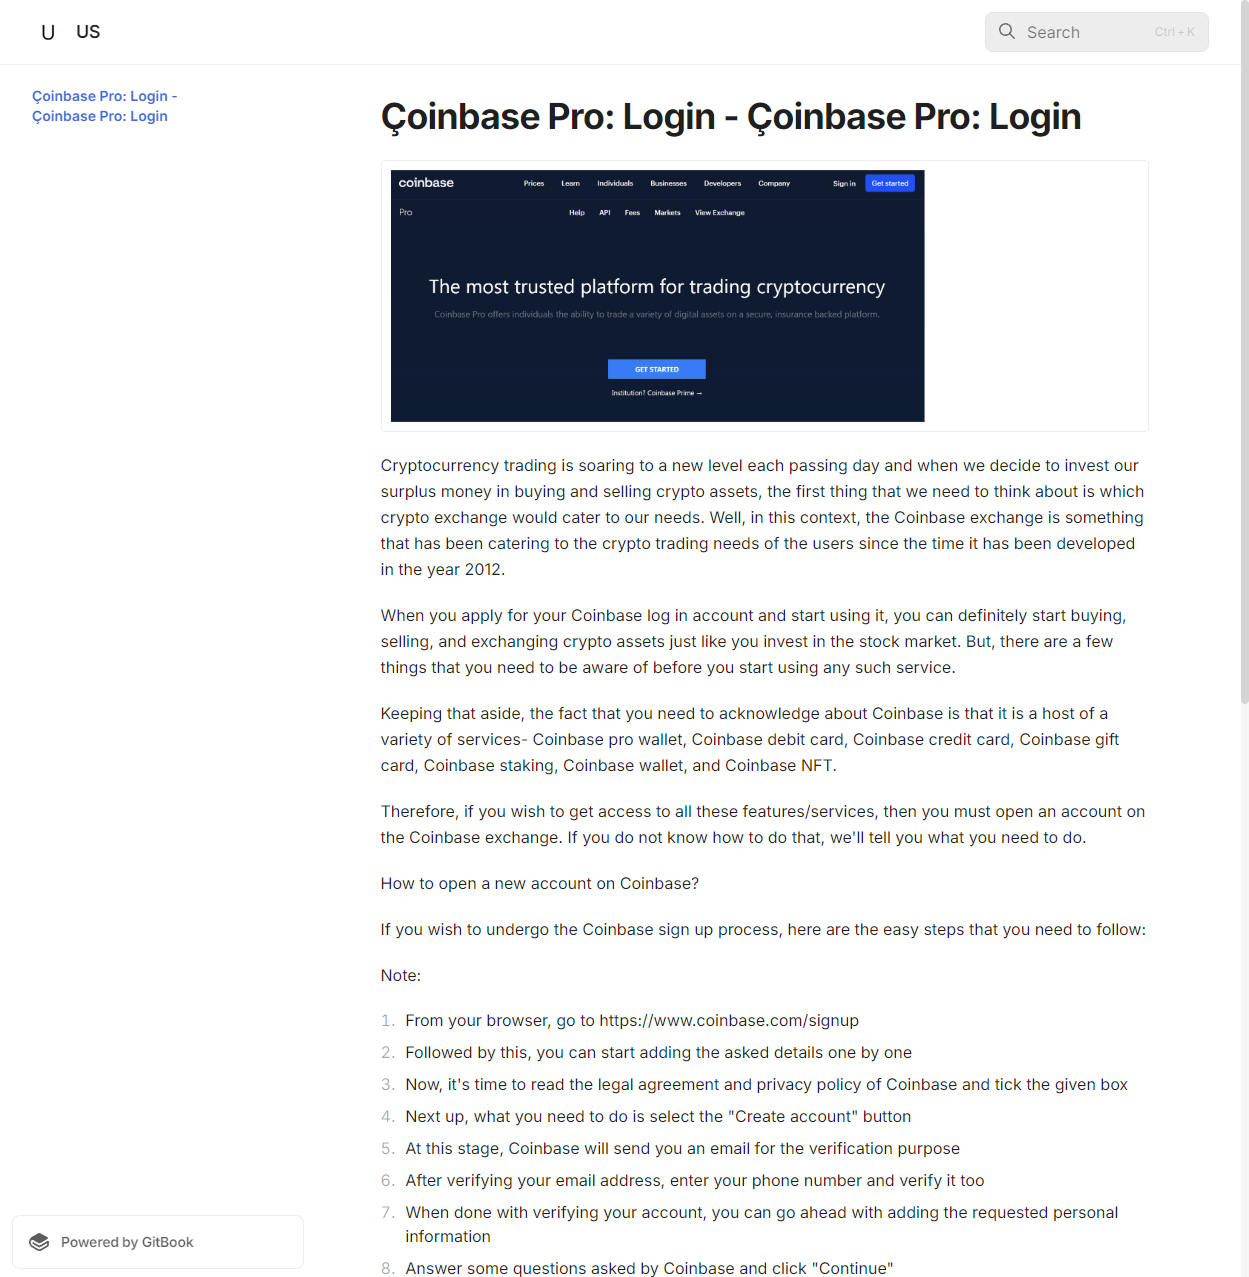 U US
Search Ctrl + K
Çoinbase Pro: Login -
Çoinbase Pro: Login
Çoinbase Pro: Login - Çoinbase Pro: Login
coinbase Prices Learn Individuals Businesses Developers Company Sign in Get started
Pro Help API Fees Markets View Exchange
The most trusted platform for trading cryptocurrency
Coinbase Pro offers individuals the ability to trade a variety of digital assets on a secure, insurance backed platform.
GET STARTED
Institution? Coinbase Prime →
Cryptocurrency trading is soaring to a new level each passing day and when we decide to invest our
surplus money in buying and selling crypto assets, the first thing that we need to think about is which
crypto exchange would cater to our needs. Well, in this context, the Coinbase exchange is something
that has been catering to the crypto trading needs of the users since the time it has been developed
in the year 2012.
When you apply for your Coinbase log in account and start using it, you can definitely start buying,
selling, and exchanging crypto assets just like you invest in the stock market. But, there are a few
things that you need to be aware of before you start using any such service.
Keeping that aside, the fact that you need to acknowledge about Coinbase is that it is a host of a
variety of services- Coinbase pro wallet, Coinbase debit card, Coinbase credit card, Coinbase gift
card, Coinbase staking, Coinbase wallet, and Coinbase NFT.
Therefore, if you wish to get access to all these features/services, then you must open an account on
the Coinbase exchange. If you do not know how to do that, we'll tell you what you need to do.
How to open a new account on Coinbase?
If you wish to undergo the Coinbase sign up process, here are the easy steps that you need to follow:
Note:
1. From your browser, go to https://www.coinbase.com/signup
2. Followed by this, you can start adding the asked details one by one
3. Now, it's time to read the legal agreement and privacy policy of Coinbase and tick the given box
4. Next up, what you need to do is select the "Create account" button
5. At this stage, Coinbase will send you an email for the verification purpose
6. After verifying your email address, enter your phone number and verify it too
7. When done with verifying your account, you can go ahead with adding the requested personal
information
8. Answer some questions asked by Coinbase and click "Continue"
Powered by GitBook